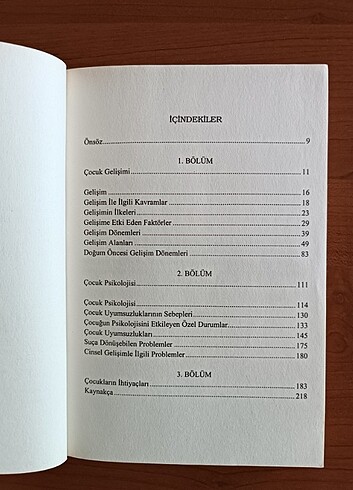 İÇİNDEKİLER
Önsöz 9
1. BÖLÜM
Çocuk Gelişimi 11
Gelişim 16
Gelişim İle İlgili Kavramlar 18
Gelişimin İlkeleri 23
Gelişime Etki Eden Faktörler 29
Gelişim Dönemleri 39
Gelişim Alanları 49
Doğum Öncesi Gelişim Dönemleri 83
2. BÖLÜM
Çocuk Psikolojisi 111
Çocuk Psikolojisi 114
Çocuk Uyumsuzluklarının Sebepleri 130
Çocuğun Psikolojisini Etkileyen Özel Durumlar 133
Çocuk Uyumsuzlukları 145
Suça Dönüşebilen Problemler 175
Cinsel Gelişimle İlgili Problemler 180
3. BÖLÜM
Çocukların İhtiyaçları 183
Kaynakça 218